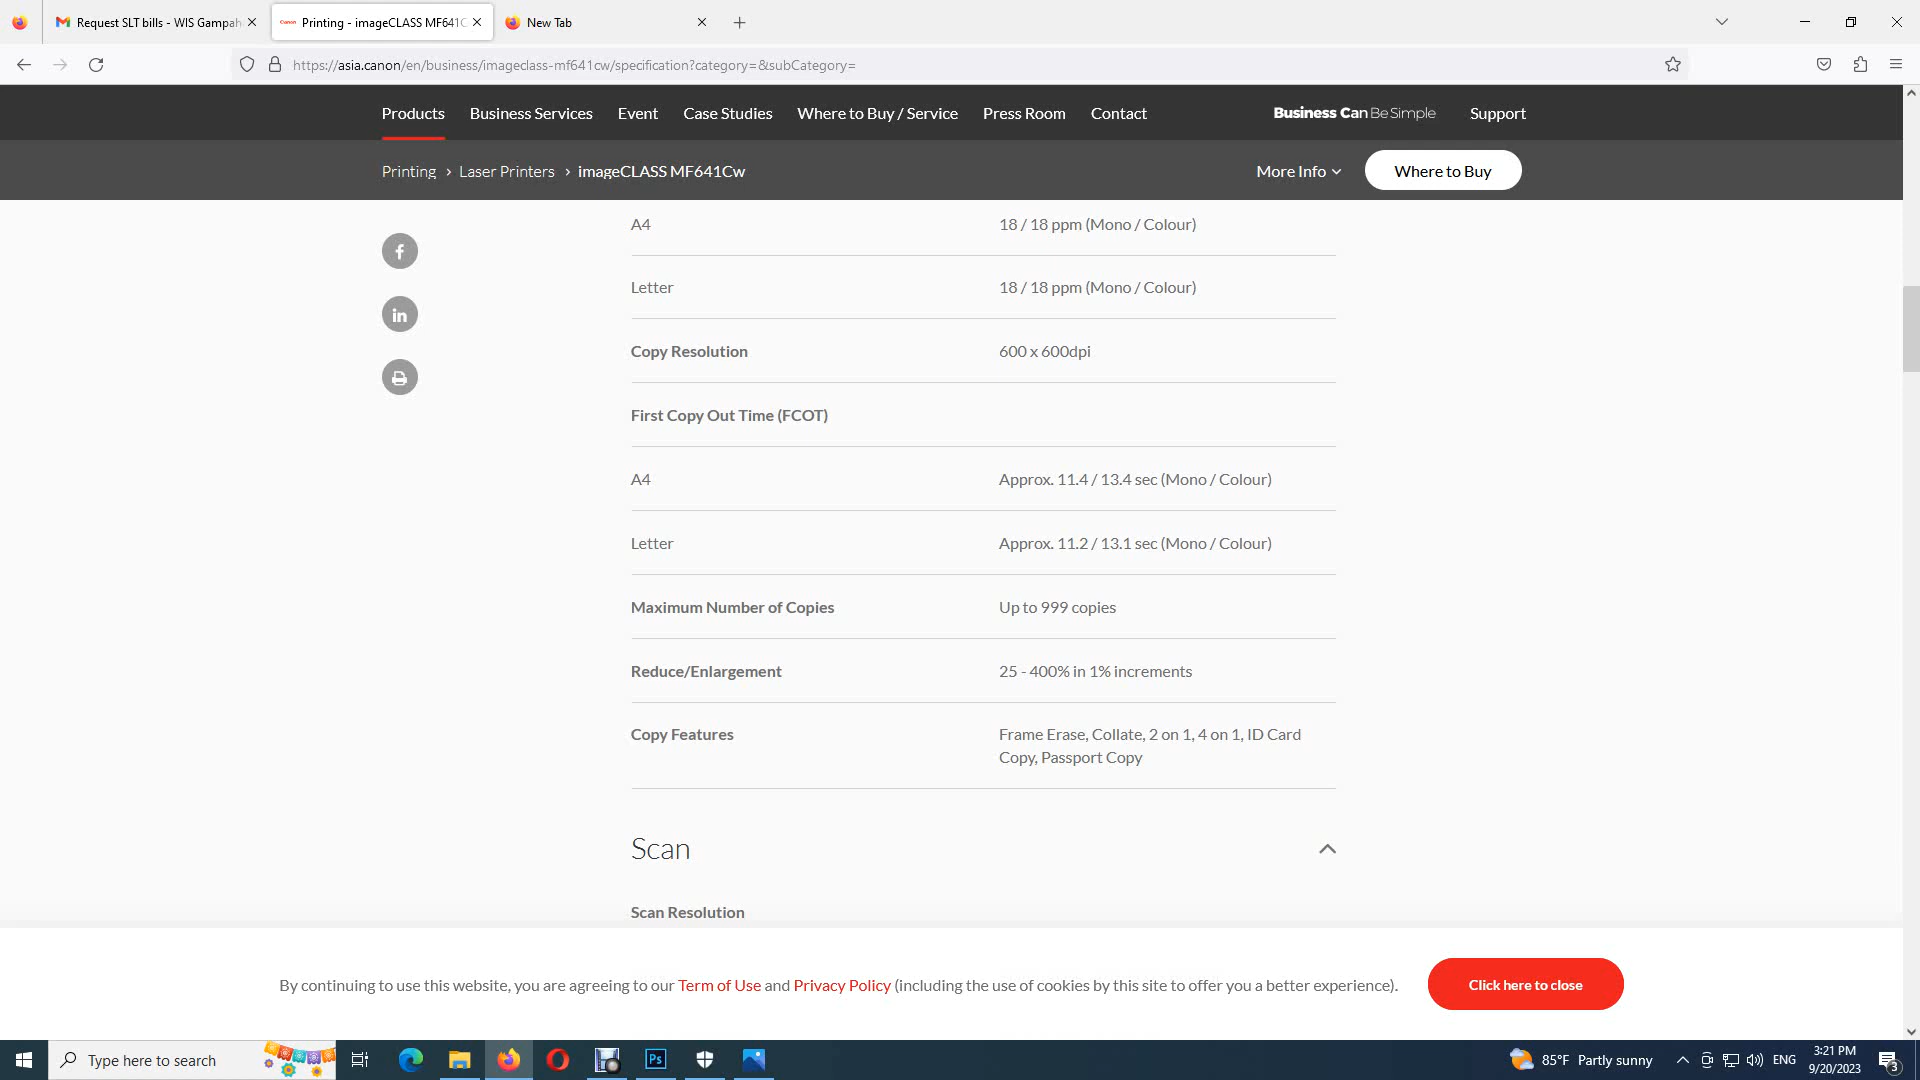 Request SLT bills - WIS Gampah
Canon Printing - imageCLASS MF641C
New Tab
https://asia.canon/en/business/imageclass-mf641cw/specification?category=&subCategory=
Products Business Services Event Case Studies Where to Buy / Service Press Room Contact Business Can Be Simple Support
Printing › Laser Printers › imageCLASS MF641Cw More Info Where to Buy
A4 18 / 18 ppm (Mono / Colour)
Letter 18 / 18 ppm (Mono / Colour)
Copy Resolution 600 x 600dpi
First Copy Out Time (FCOT)
A4 Approx. 11.4 / 13.4 sec (Mono / Colour)
Letter Approx. 11.2 / 13.1 sec (Mono / Colour)
Maximum Number of Copies Up to 999 copies
Reduce/Enlargement 25 - 400% in 1% increments
Copy Features Frame Erase, Collate, 2 on 1, 4 on 1, ID Card
Copy, Passport Copy
Scan
Scan Resolution
By continuing to use this website, you are agreeing to our Term of Use and Privacy Policy (including the use of cookies by this site to offer you a better experience). Click here to close
Type here to search Ps 85°F Partly sunny ENG 3:21 PM
9/20/2023 3